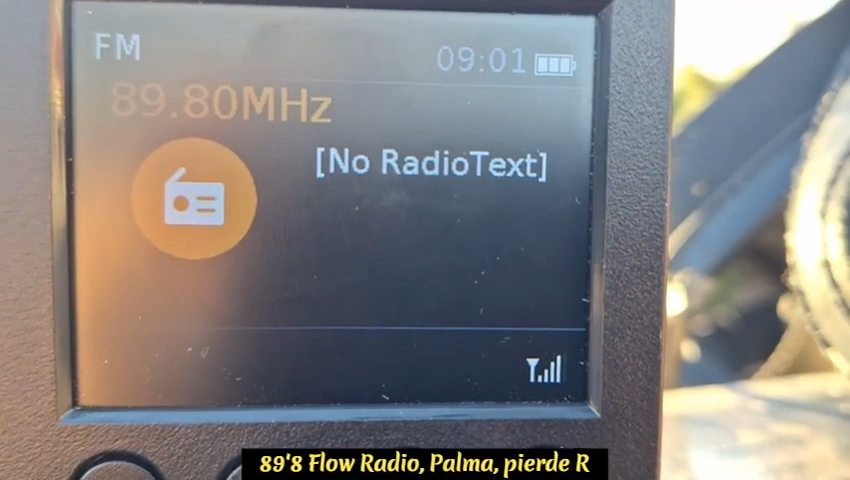 FM
09:01
89.80MHz
[No RadioText]
89'8 Flow Radio, Palma, pierde R